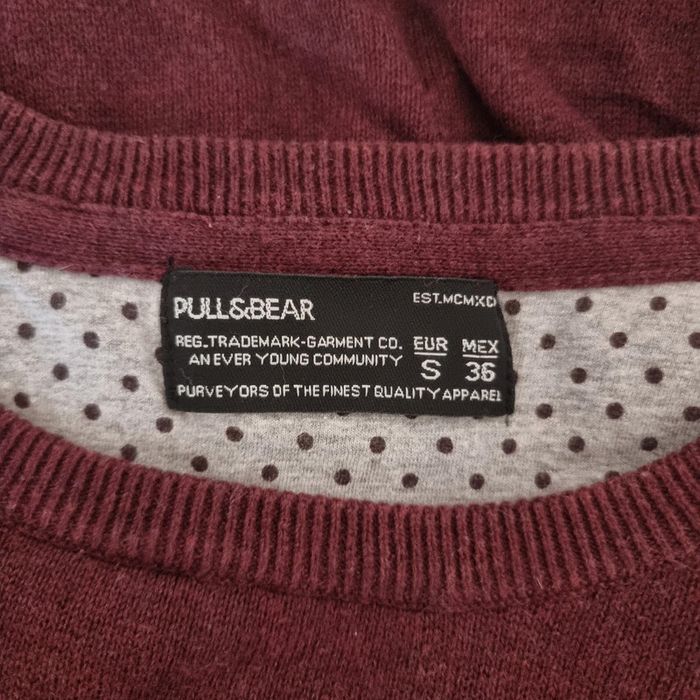 PULL&BEAR EST.MCMXCI
REG.TRADEMARK-GARMENT CO. EUR MEX
AN EVER YOUNG COMMUNITY S 36
PURVEYORS OF THE FINEST QUALITY APPAREL